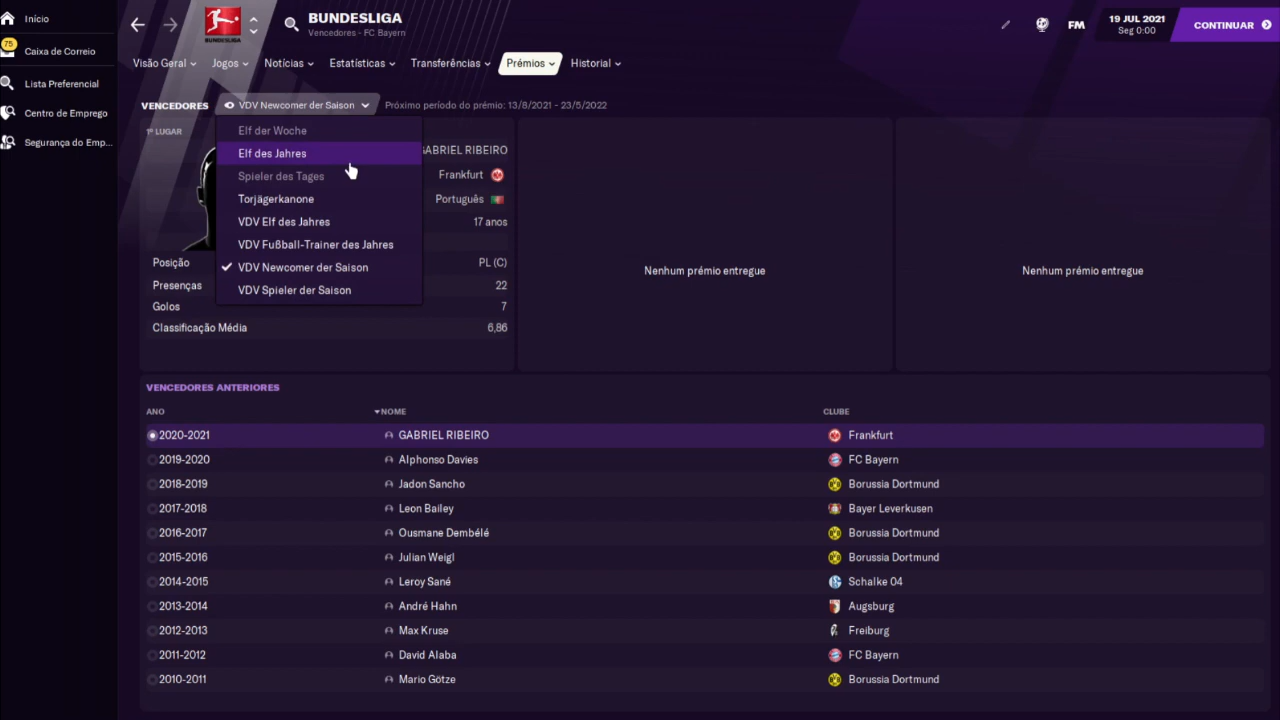 Início
75
Caixa de Correio
Lista Preferencial
Centro de Emprego
Segurança do Emp...
BUNDESLIGA
BUNDESLIGA
Vencedores - FC Bayern
FM
19 JUL 2021
Seg 0:00
CONTINUAR
Visão Geral
Jogos
Notícias
Estatísticas
Transferências
Prémios
Historial
VENCEDORES
VDV Newcomer der Saison
Próximo período do prémio: 13/8/2021 - 23/5/2022
1º LUGAR
Elf der Woche
Elf des Jahres
Spieler des Tages
Torjägerkanone
VDV Elf des Jahres
VDV Fußball-Trainer des Jahres
VDV Newcomer der Saison
VDV Spieler der Saison
GABRIEL RIBEIRO
Frankfurt
Português
17 anos
Posição PL (C)
Presenças 22
Golos 7
Classificação Média 6,86
Nenhum prémio entregue
Nenhum prémio entregue
VENCEDORES ANTERIORES
ANO NOME CLUBE
2020-2021 GABRIEL RIBEIRO Frankfurt
2019-2020 Alphonso Davies FC Bayern
2018-2019 Jadon Sancho Borussia Dortmund
2017-2018 Leon Bailey Bayer Leverkusen
2016-2017 Ousmane Dembélé Borussia Dortmund
2015-2016 Julian Weigl Borussia Dortmund
2014-2015 Leroy Sané Schalke 04
2013-2014 André Hahn Augsburg
2012-2013 Max Kruse Freiburg
2011-2012 David Alaba FC Bayern
2010-2011 Mario Götze Borussia Dortmund